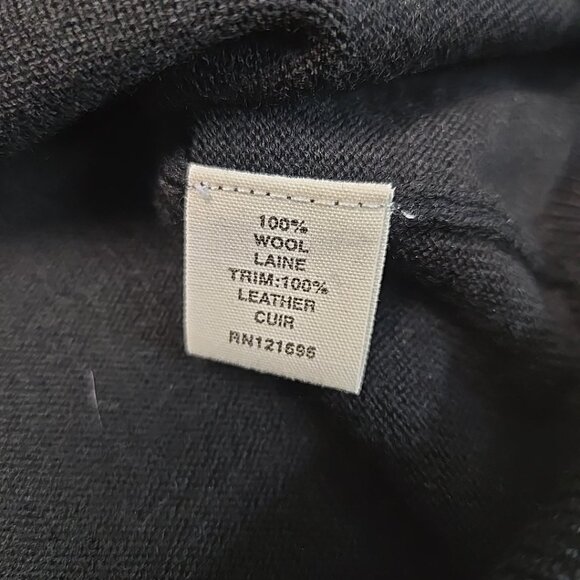 100%
WOOL
LAINE
TRIM:100%
LEATHER
CUIR
RN121696